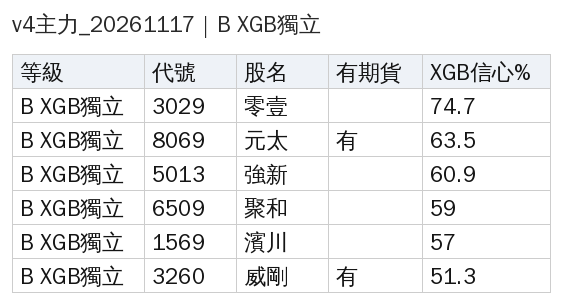 v4主力_20261117｜B XGB獨立
等級 代號 股名 有期貨 XGB信心%
B XGB獨立 3029 零壹 74.7
B XGB獨立 8069 元太 有 63.5
B XGB獨立 5013 強新 60.9
B XGB獨立 6509 聚和 59
B XGB獨立 1569 濱川 57
B XGB獨立 3260 威剛 有 51.3